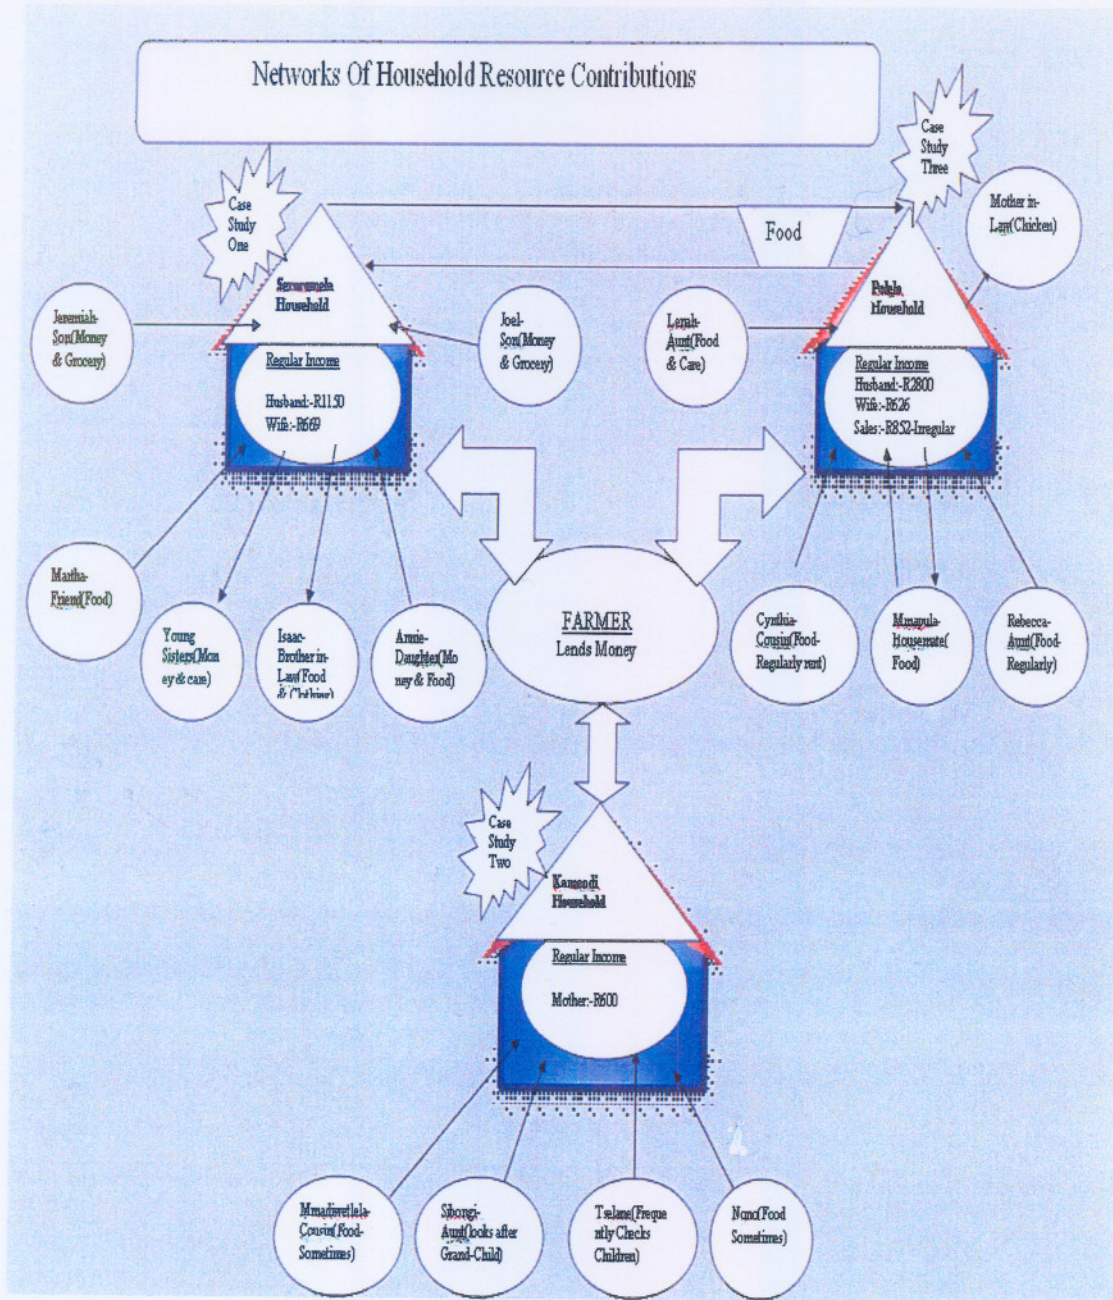 Networks Of Household Resource Contributions
Case
Study
Three
Case
Study
One
Mother in-
Law(Chicken)
Food
Household
Household
Jeremiah-
Son(Money
& Grocery)
Joel-
Son(Money
& Grocery)
Lenah-
Aunt(Food
& Care)
Regular Income
Husband:-R1150
Wife:-R669
Regular Income
Husband:-R2800
Wife:-R626
Sales:-R852-Irregular
Martha-
Friend(Food)
Young
Sisters(Mon
ey & care)
Isaac-
Brother in-
Law(Food
& Clothing)
Annie-
Daughter(Mo
ney & Food)
FARMER
Lends Money
Cynthia-
Cousin(Food-
Regularly rent)
Mmapula-
Housemate(
Food)
Rebecca-
Aunt(Food-
Regularly)
Case
Study
Two
Household
Regular Income
Mother:-R600
Mmadiretlela-
Cousin(Food-
Sometimes)
Sibongi-
Aunt(looks after
Grand-Child)
Tselane(Freque
ntly Checks
Children)
Nono(Food
Sometimes)